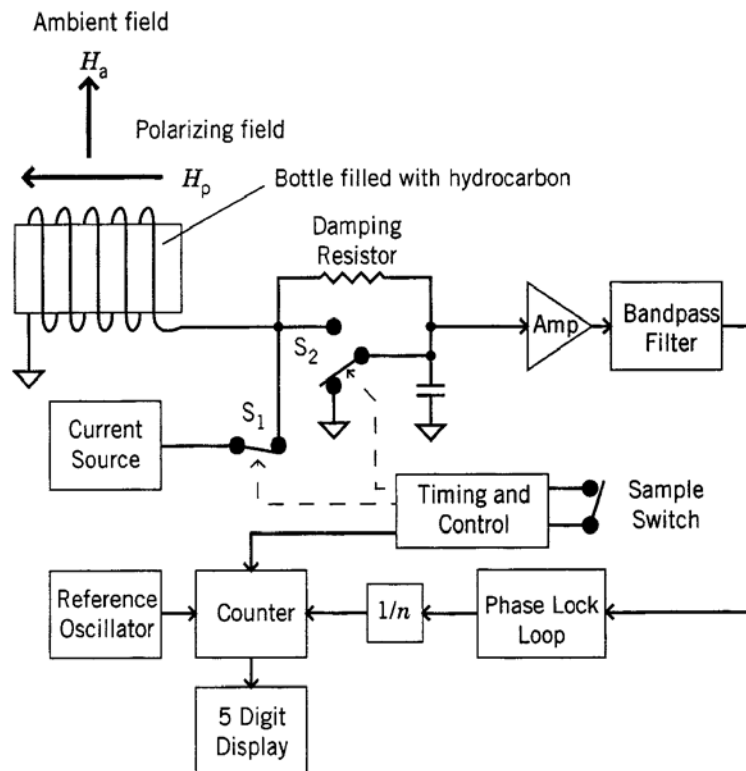 Ambient field
Hₐ
Polarizing field
Hₚ
Bottle filled with hydrocarbon
Damping
Resistor
S₂
Amp
Bandpass
Filter
S₁
Current
Source
Timing and
Control
Sample
Switch
Reference
Oscillator
Counter
1/n
Phase Lock
Loop
5 Digit
Display